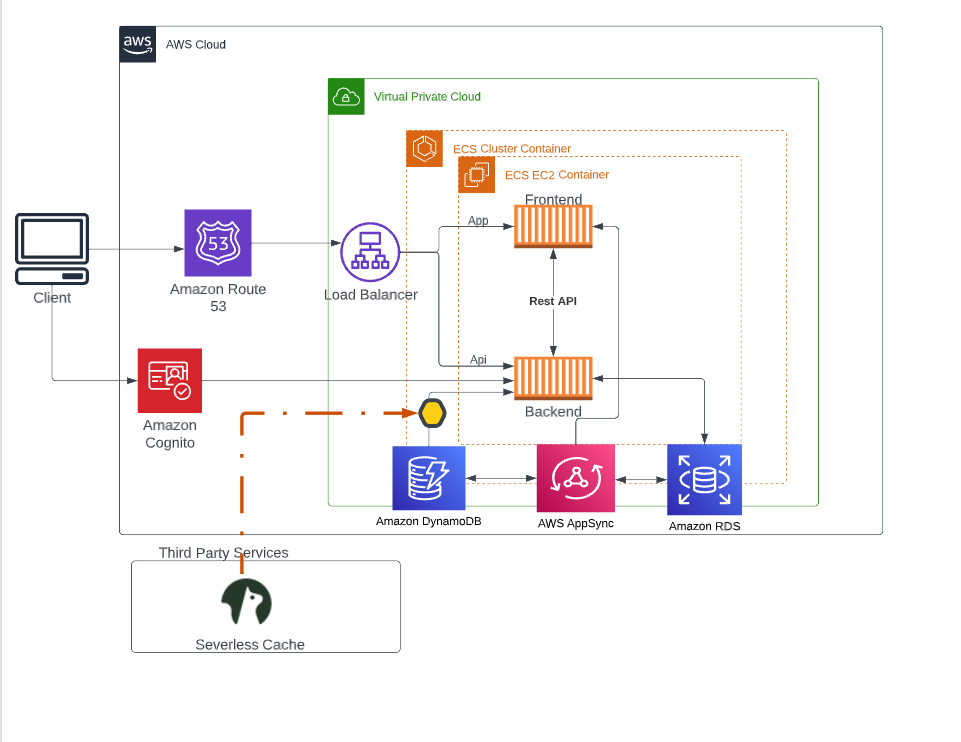 aws
AWS Cloud
Virtual Private Cloud
ECS Cluster Container
ECS EC2 Container
Frontend
App
53
Client
Amazon Route
53
Load Balancer
Rest API
Api
Backend
Amazon
Cognito
Amazon DynamoDB
AWS AppSync
Amazon RDS
Third Party Services
Severless Cache